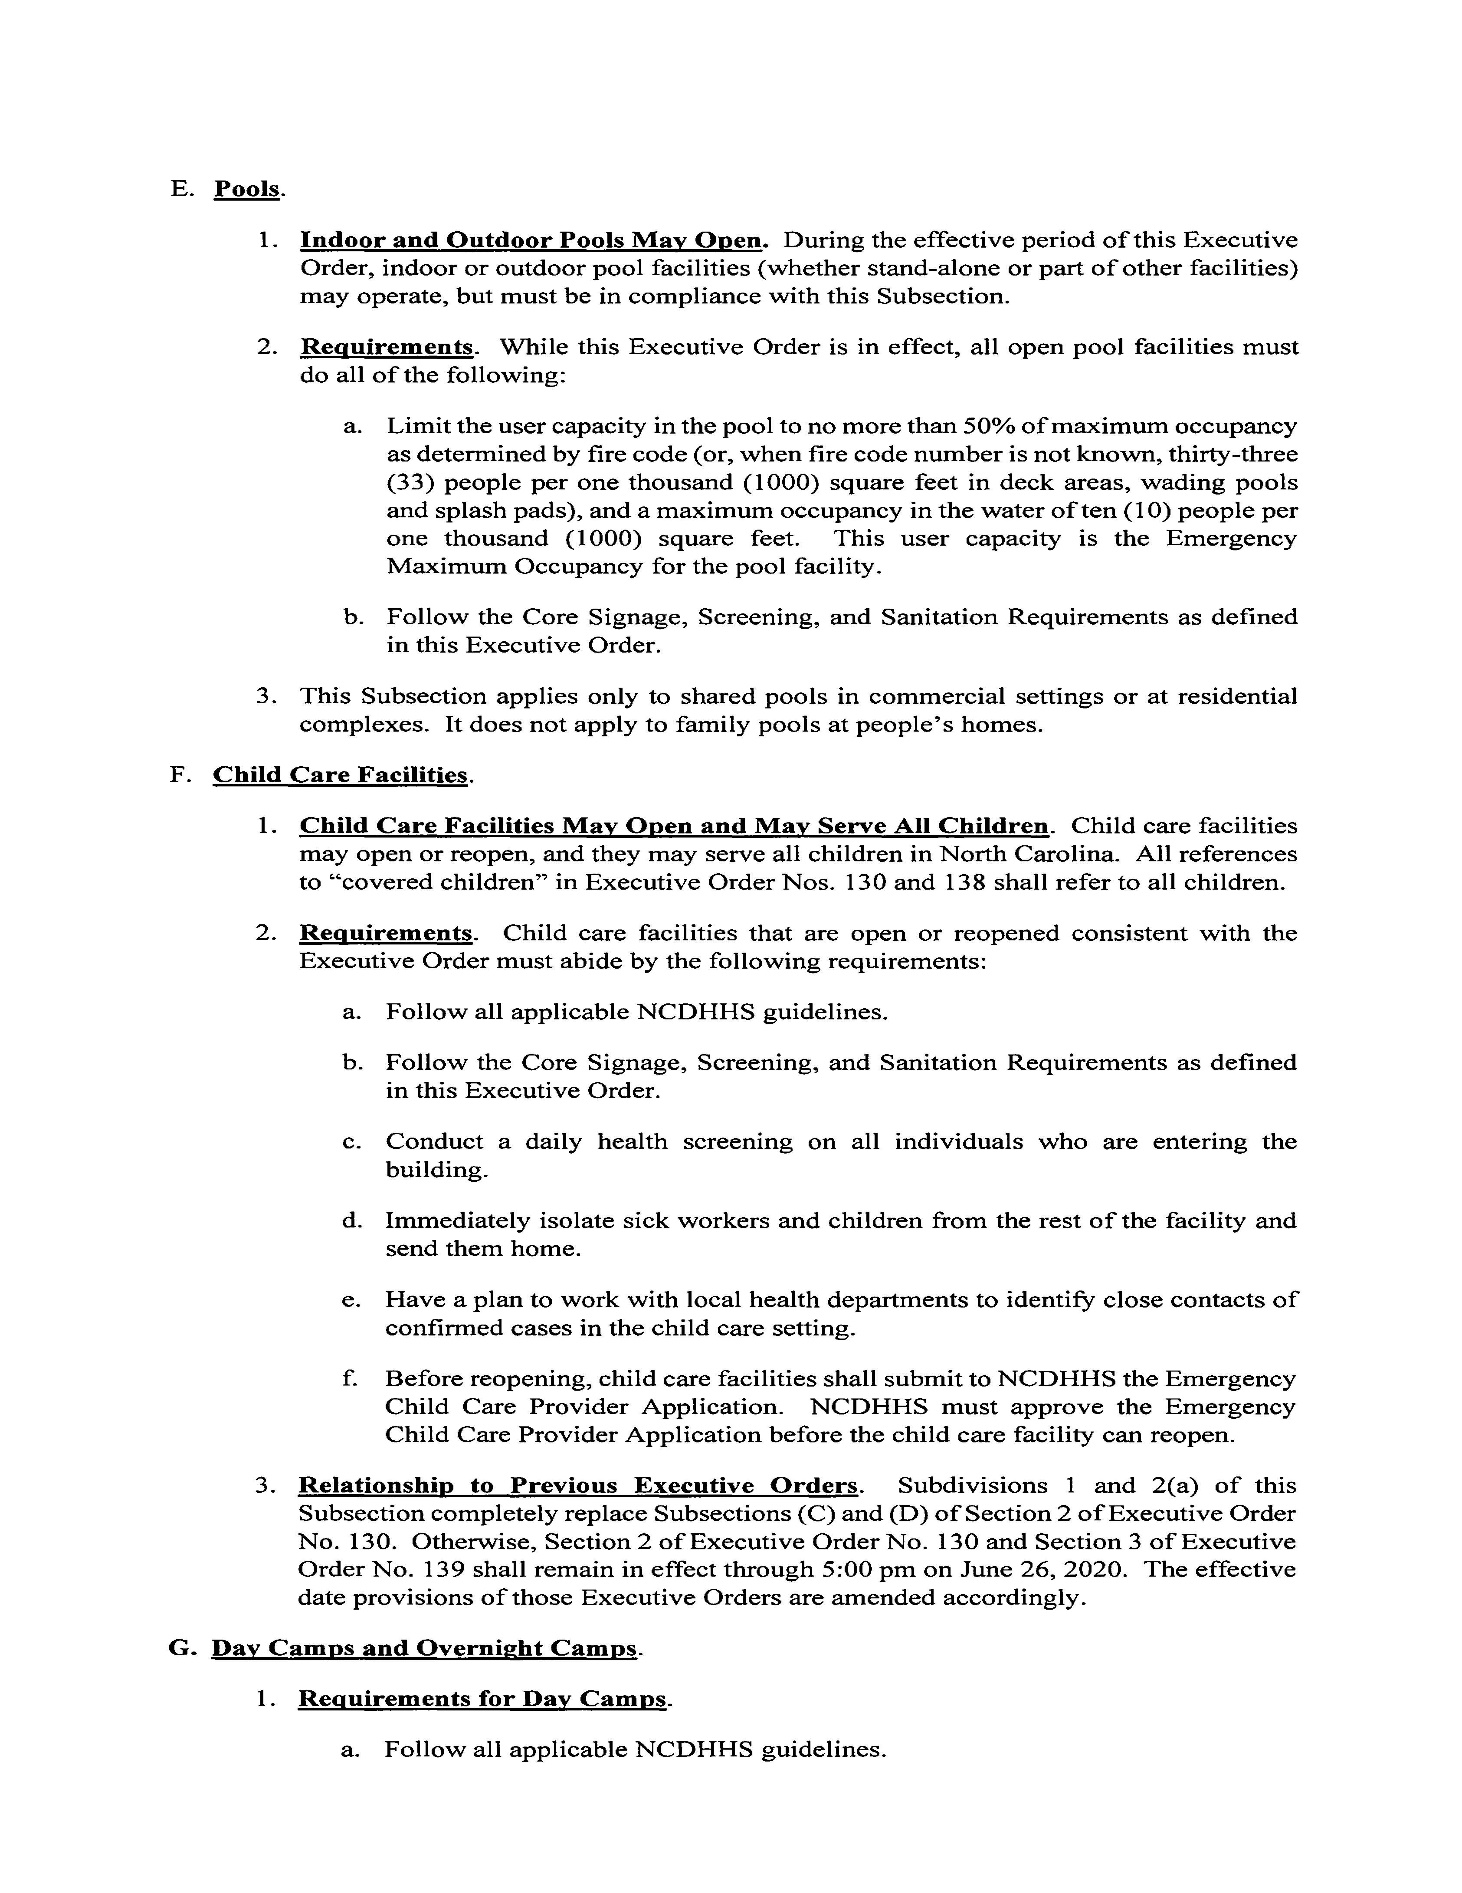 E. Pools.
1. Indoor and Outdoor Pools May Open. During the effective period of this Executive
Order, indoor or outdoor pool facilities (whether stand-alone or part of other facilities)
may operate, but must be in compliance with this Subsection.
2. Requirements. While this Executive Order is in effect, all open pool facilities must
do all of the following:
a. Limit the user capacity in the pool to no more than 50% of maximum occupancy
as determined by fire code (or, when fire code number is not known, thirty-three
(33) people per one thousand (1000) square feet in deck areas, wading pools
and splash pads), and a maximum occupancy in the water of ten (10) people per
one thousand (1000) square feet. This user capacity is the Emergency
Maximum Occupancy for the pool facility.
b. Follow the Core Signage, Screening, and Sanitation Requirements as defined
in this Executive Order.
3. This Subsection applies only to shared pools in commercial settings or at residential
complexes. It does not apply to family pools at people's homes.
F. Child Care Facilities.
1. Child Care Facilities May Open and May Serve All Children. Child care facilities
may open or reopen, and they may serve all children in North Carolina. All references
to “covered children” in Executive Order Nos. 130 and 138 shall refer to all children.
2. Requirements. Child care facilities that are open or reopened consistent with the
Executive Order must abide by the following requirements:
a. Follow all applicable NCDHHS guidelines.
b. Follow the Core Signage, Screening, and Sanitation Requirements as defined
in this Executive Order.
c. Conduct a daily health screening on all individuals who are entering the
building.
d. Immediately isolate sick workers and children from the rest of the facility and
send them home.
e. Have a plan to work with local health departments to identify close contacts of
confirmed cases in the child care setting.
f. Before reopening, child care facilities shall submit to NCDHHS the Emergency
Child Care Provider Application. NCDHHS must approve the Emergency
Child Care Provider Application before the child care facility can reopen.
3. Relationship to Previous Executive Orders. Subdivisions 1 and 2(a) of this
Subsection completely replace Subsections (C) and (D) of Section 2 of Executive Order
No. 130. Otherwise, Section 2 of Executive Order No. 130 and Section 3 of Executive
Order No. 139 shall remain in effect through 5:00 pm on June 26, 2020. The effective
date provisions of those Executive Orders are amended accordingly.
G. Day Camps and Overnight Camps.
1. Requirements for Day Camps.
a. Follow all applicable NCDHHS guidelines.